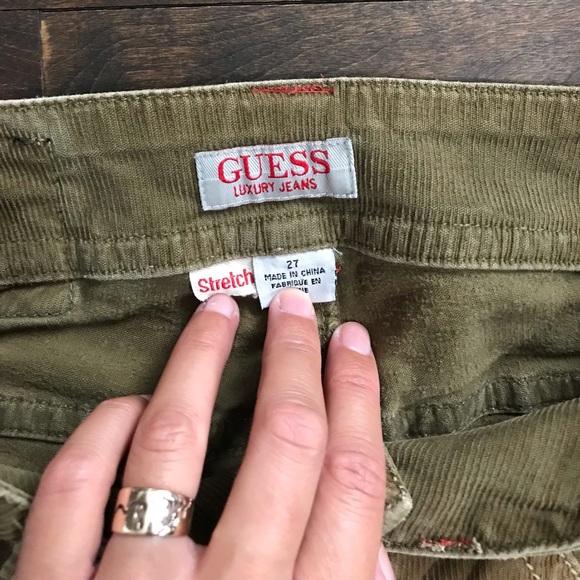 GUESS
LUXURY JEANS
Stretch
27
MADE IN CHINA
FABRIQUE EN